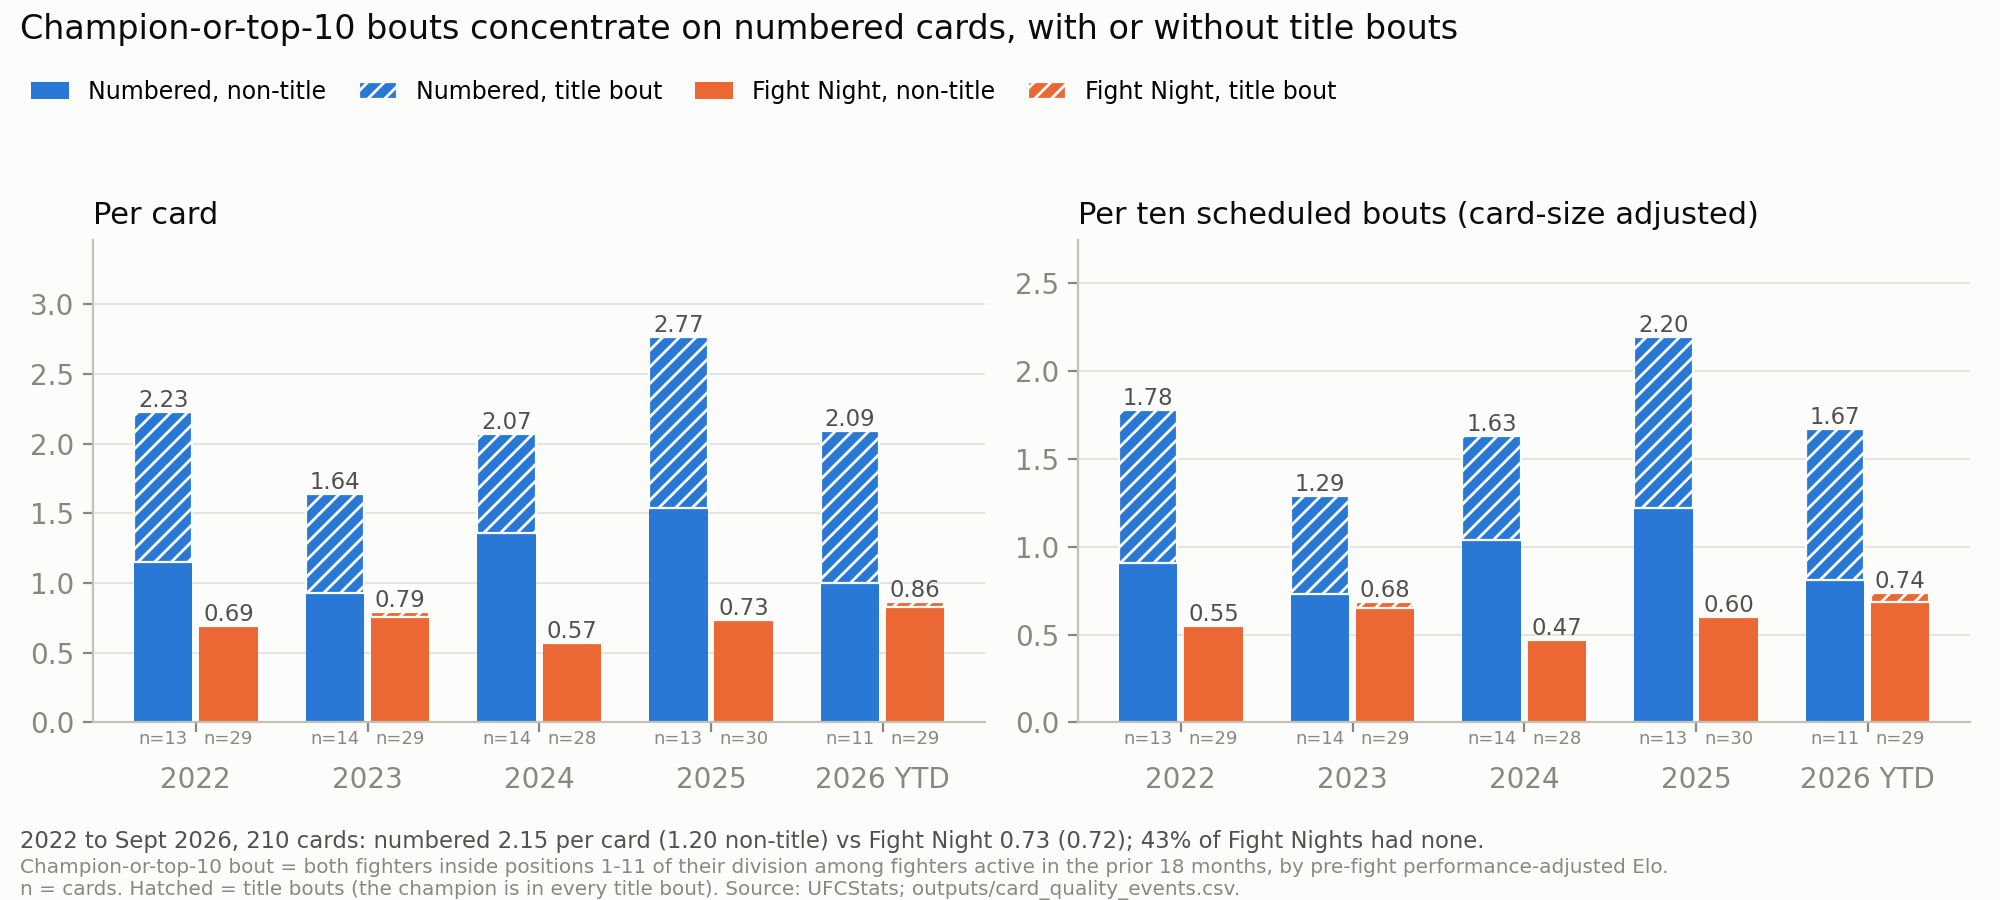 Champion-or-top-10 bouts concentrate on numbered cards, with or without title bouts
Numbered, non-title
Numbered, title bout
Fight Night, non-title
Fight Night, title bout
Per card
3.0
2.5
2.0
1.5
1.0
0.5
0.0
2.23
0.69
1.64
0.79
2.07
0.57
2.77
0.73
2.09
0.86
n=13 n=29
n=14 n=29
n=14 n=28
n=13 n=30
n=11 n=29
2022
2023
2024
2025
2026 YTD
Per ten scheduled bouts (card-size adjusted)
2.5
2.0
1.5
1.0
0.5
0.0
1.78
0.55
1.29
0.68
1.63
0.47
2.20
0.60
1.67
0.74
n=13 n=29
n=14 n=29
n=14 n=28
n=13 n=30
n=11 n=29
2022
2023
2024
2025
2026 YTD
2022 to Sept 2026, 210 cards: numbered 2.15 per card (1.20 non-title) vs Fight Night 0.73 (0.72); 43% of Fight Nights had none.
Champion-or-top-10 bout = both fighters inside positions 1-11 of their division among fighters active in the prior 18 months, by pre-fight performance-adjusted Elo.
n = cards. Hatched = title bouts (the champion is in every title bout). Source: UFCStats; outputs/card_quality_events.csv.